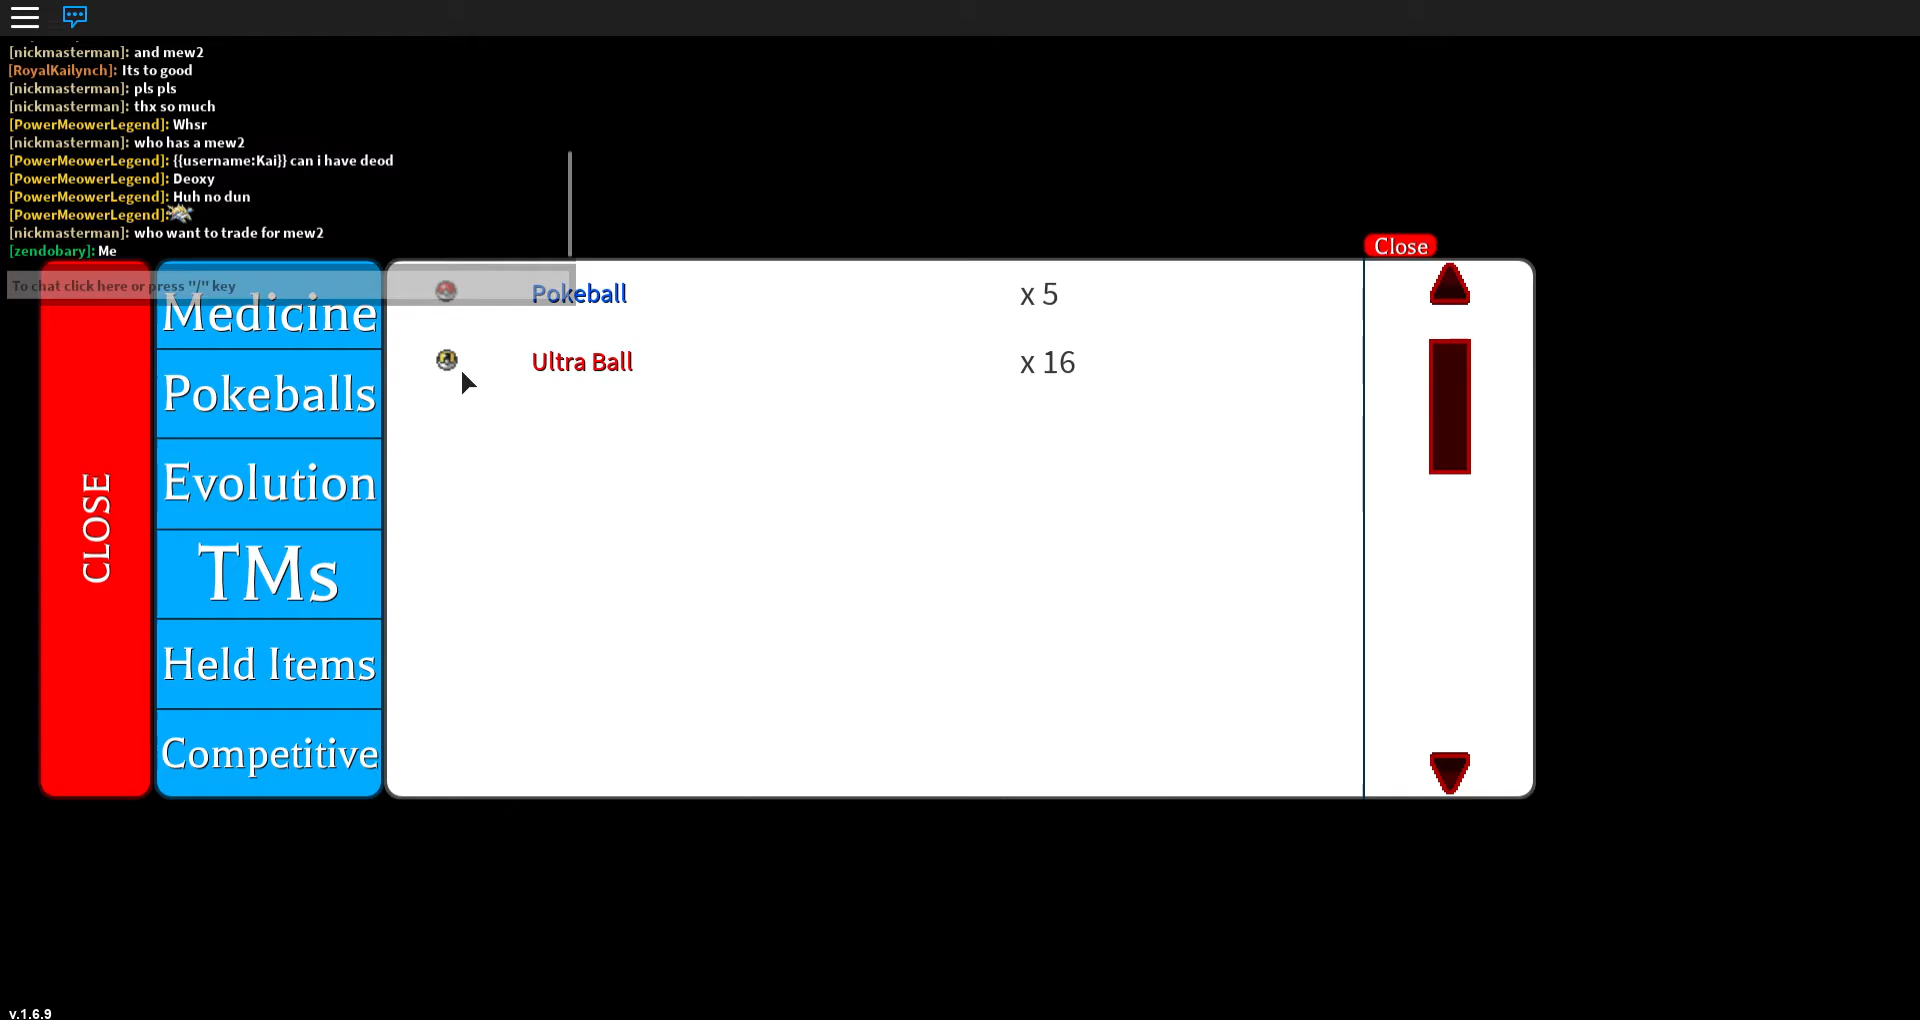 [nickmasterman]: and mew2
[RoyalKailynch]: Its to good
[nickmasterman]: pls pls
[nickmasterman]: thx so much
[PowerMeowerLegend]: Whsr
[nickmasterman]: who has a mew2
[PowerMeowerLegend]: {{username:Kai}} can i have deod
[PowerMeowerLegend]: Deoxy
[PowerMeowerLegend]: Huh no dun
[PowerMeowerLegend]:
[nickmasterman]: who want to trade for mew2
[zendobary]: Me
To chat click here or press "/" key
Close
CLOSE
Medicine
Pokeballs
Evolution
TMs
Held Items
Competitive
Pokeball x 5
Ultra Ball x 16
v.1.6.9